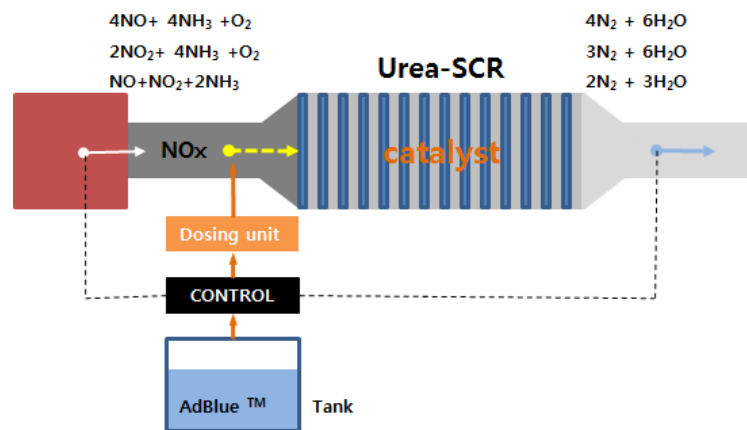 4NO+ 4NH₃ +O₂
2NO₂+ 4NH₃ +O₂
NO+NO₂+2NH₃
4N₂ + 6H₂O
3N₂ + 6H₂O
2N₂ + 3H₂O
Urea-SCR
NOx
catalyst
Dosing unit
CONTROL
AdBlue ™
Tank